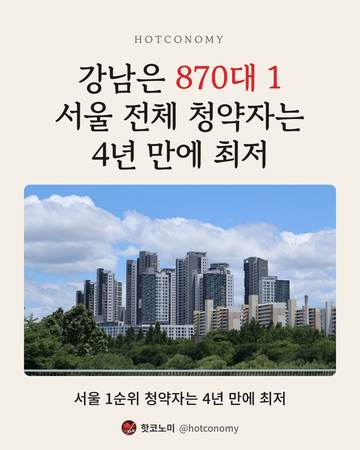 HOTCONOMY
강남은 870대 1
서울 전체 청약자는
4년 만에 최저
서울 1순위 청약자는 4년 만에 최저
핫코노미 @hotconomy